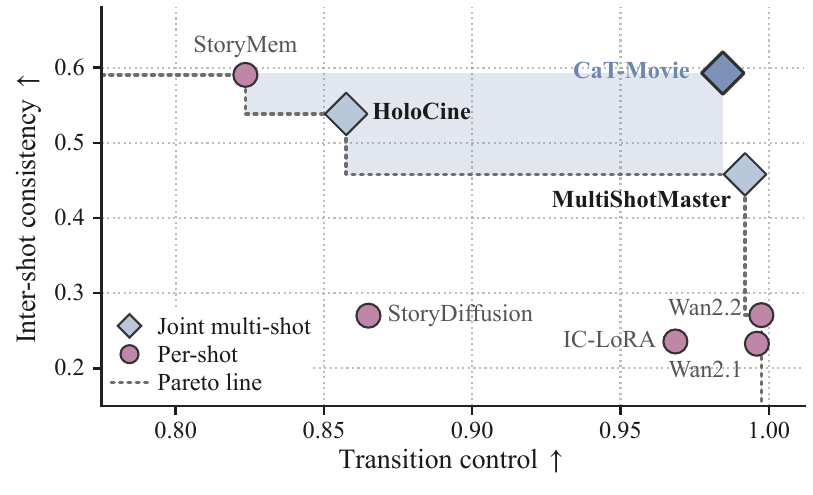 Inter-shot consistency ↑
0.6
0.5
0.4
0.3
0.2
StoryMem
CaT-Movie
HoloCine
MultiShotMaster
StoryDiffusion
Wan2.2
IC-LoRA
Wan2.1
Joint multi-shot
Per-shot
Pareto line
0.80 0.85 0.90 0.95 1.00
Transition control ↑